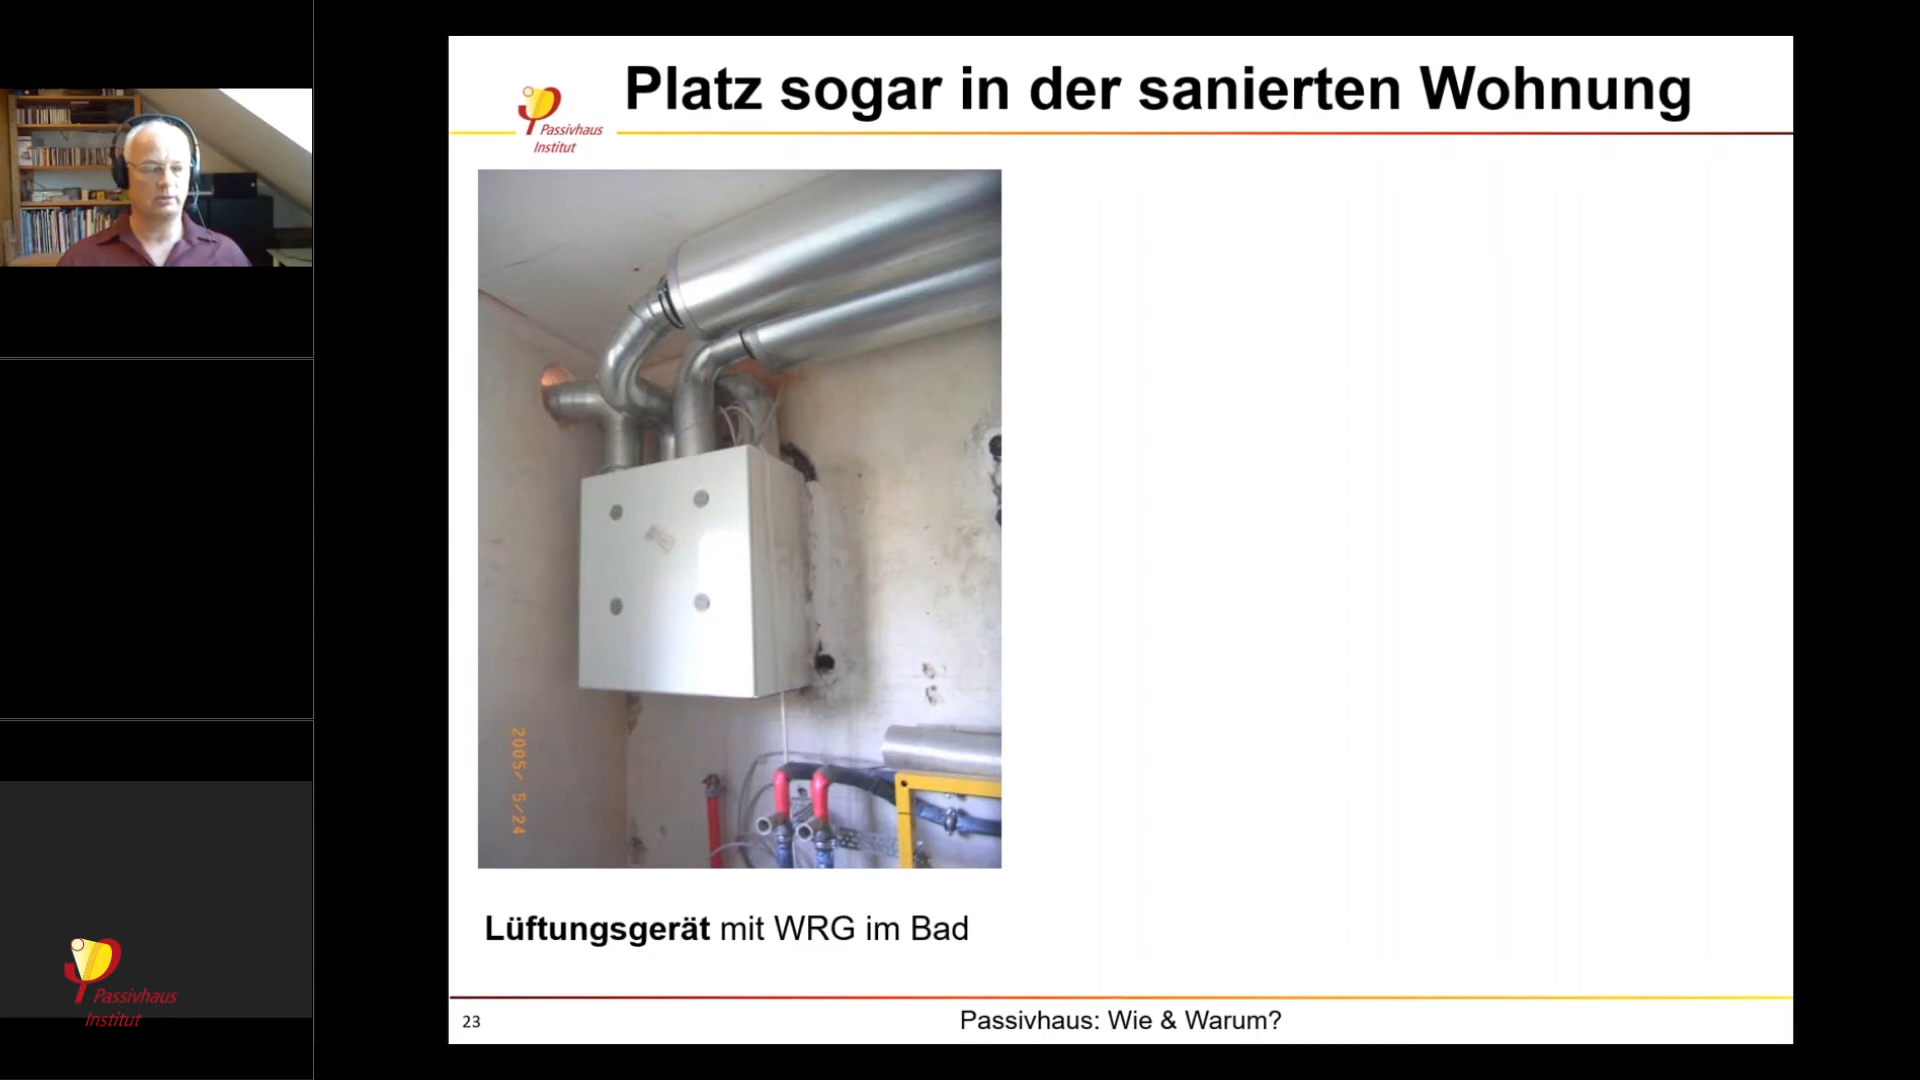 Platz sogar in der sanierten Wohnung
Passivhaus
Institut
2005/ 5/24
Lüftungsgerät mit WRG im Bad
23
Passivhaus: Wie & Warum?
Passivhaus
Institut